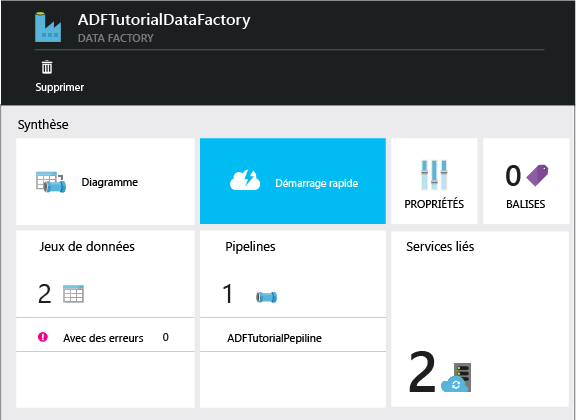 ADFTutorialDataFactory
DATA FACTORY
Supprimer
Synthèse
Diagramme
Démarrage rapide
PROPRIÉTÉS
0
BALISES
Jeux de données
2
Avec des erreurs 0
Pipelines
1
ADFTutorialPepiline
Services liés
2